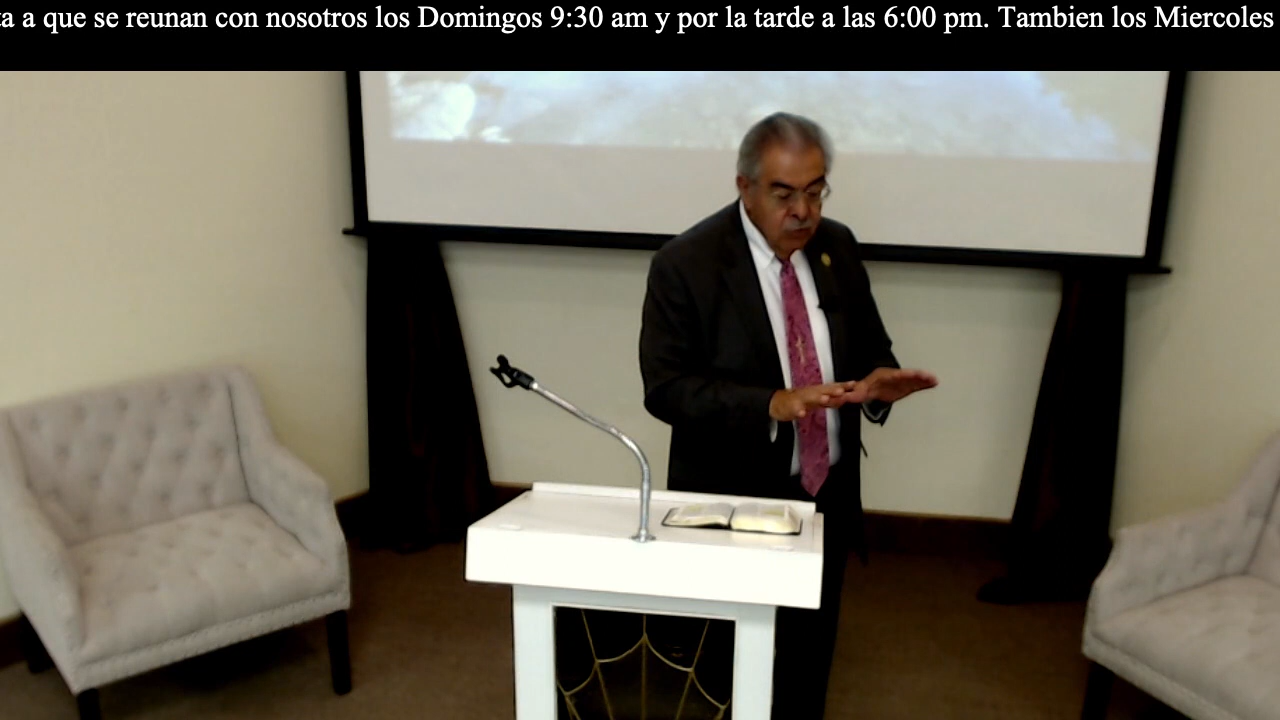 a que se reunan con nosotros los Domingos 9:30 am y por la tarde a las 6:00 pm. Tambien los Miercoles